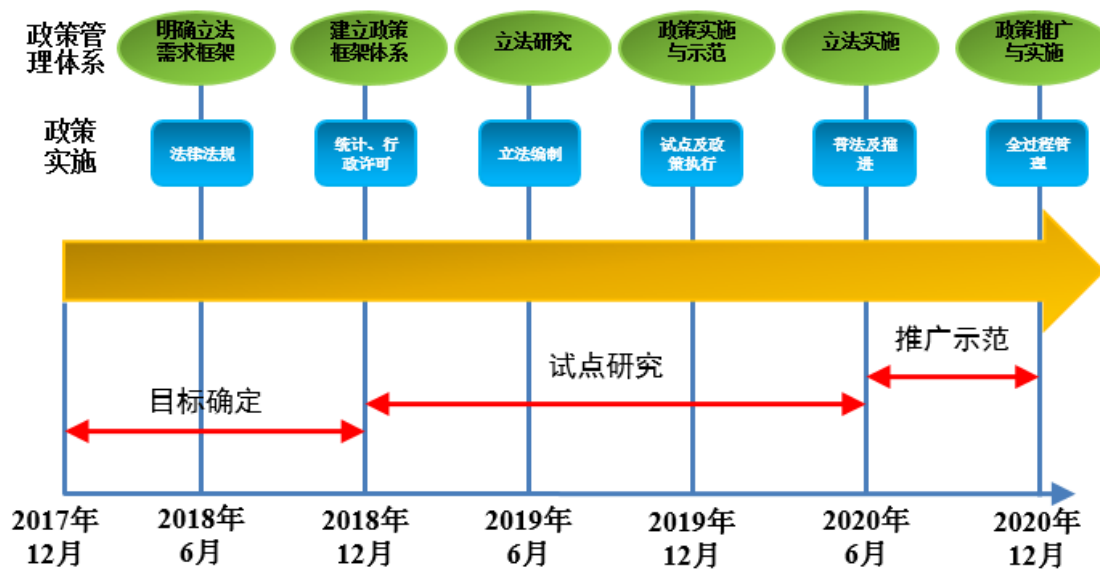 政策管
理体系
明确立法
需求框架
建立政策
框架体系
立法研究
政策实施
与示范
立法实施
政策推广
与实施
政策
实施
法律法规
统计、行
政许可
立法编制
试点及政
策执行
普法及推
进
全过程管
理
推广示范
试点研究
目标确定
2017年
12月
2018年
6月
2018年
12月
2019年
6月
2019年
12月
2020年
6月
2020年
12月